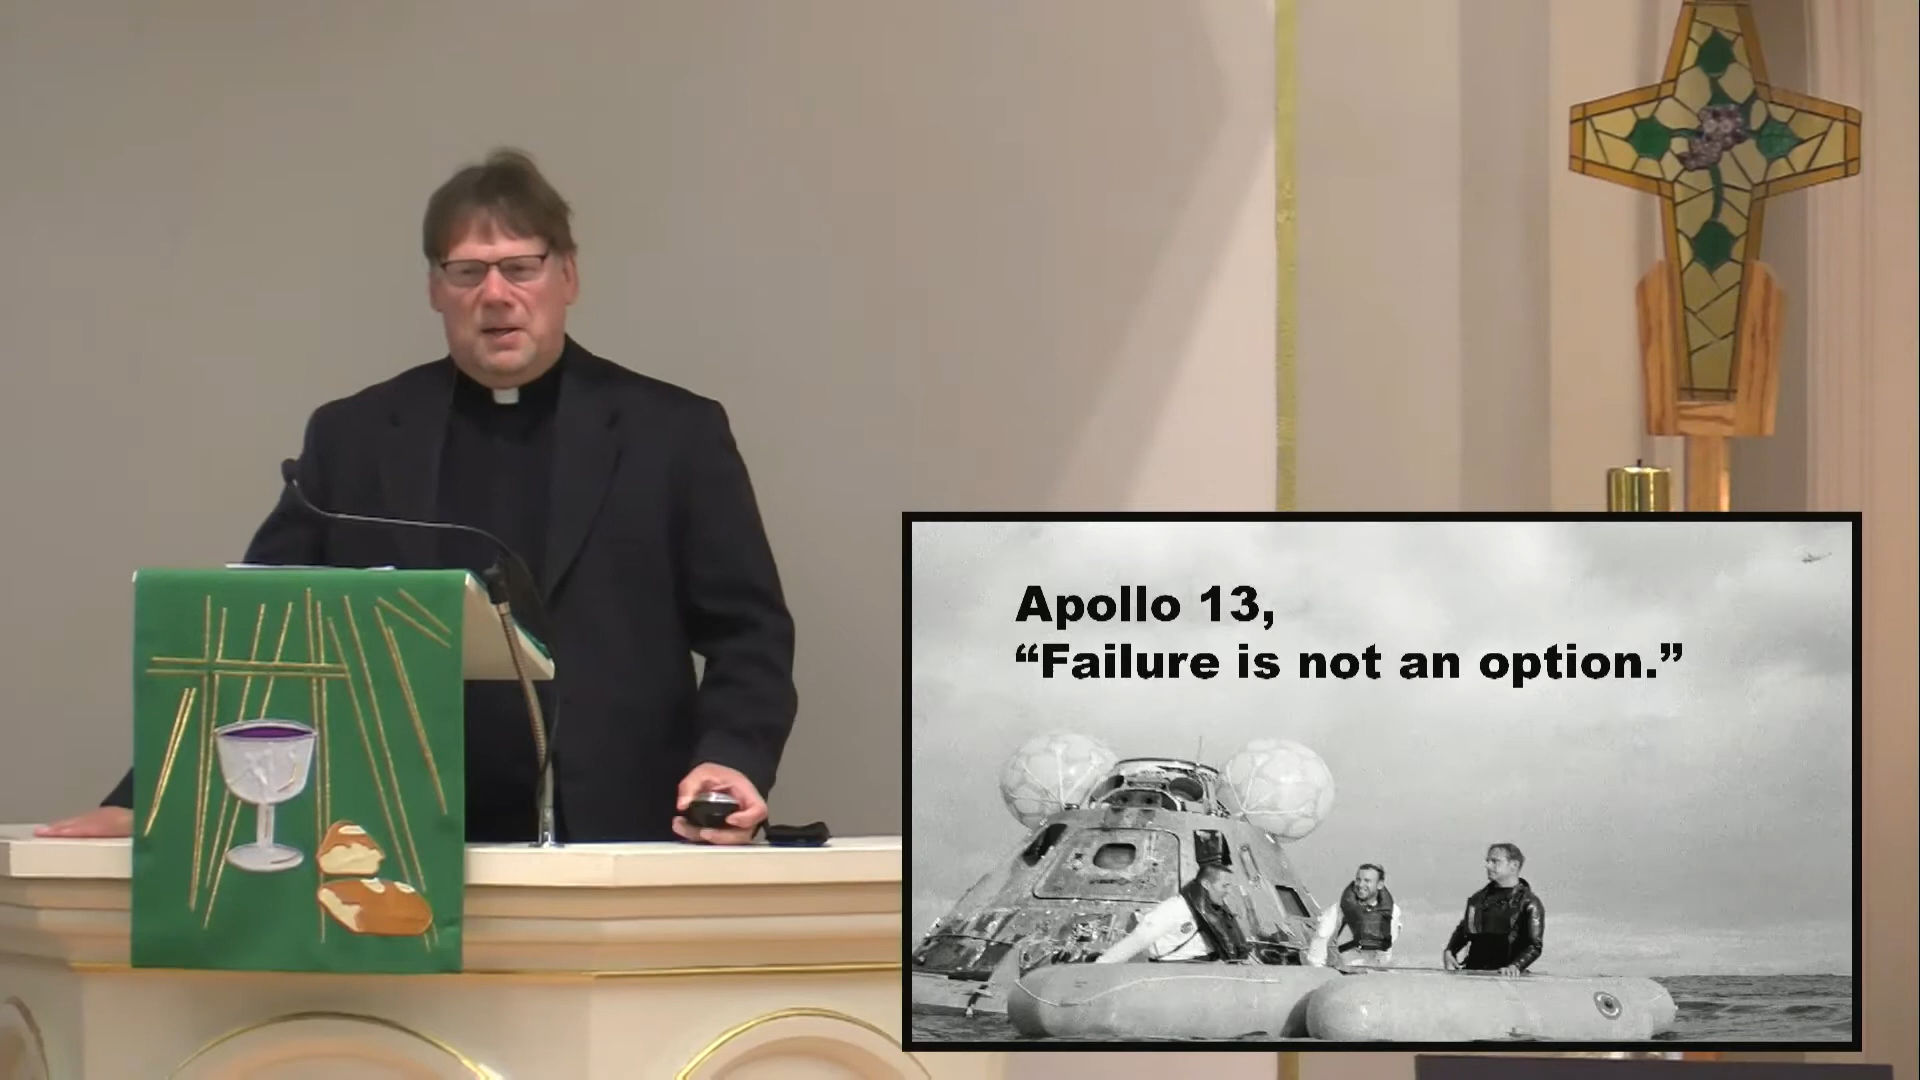 Apollo 13,
“Failure is not an option.”